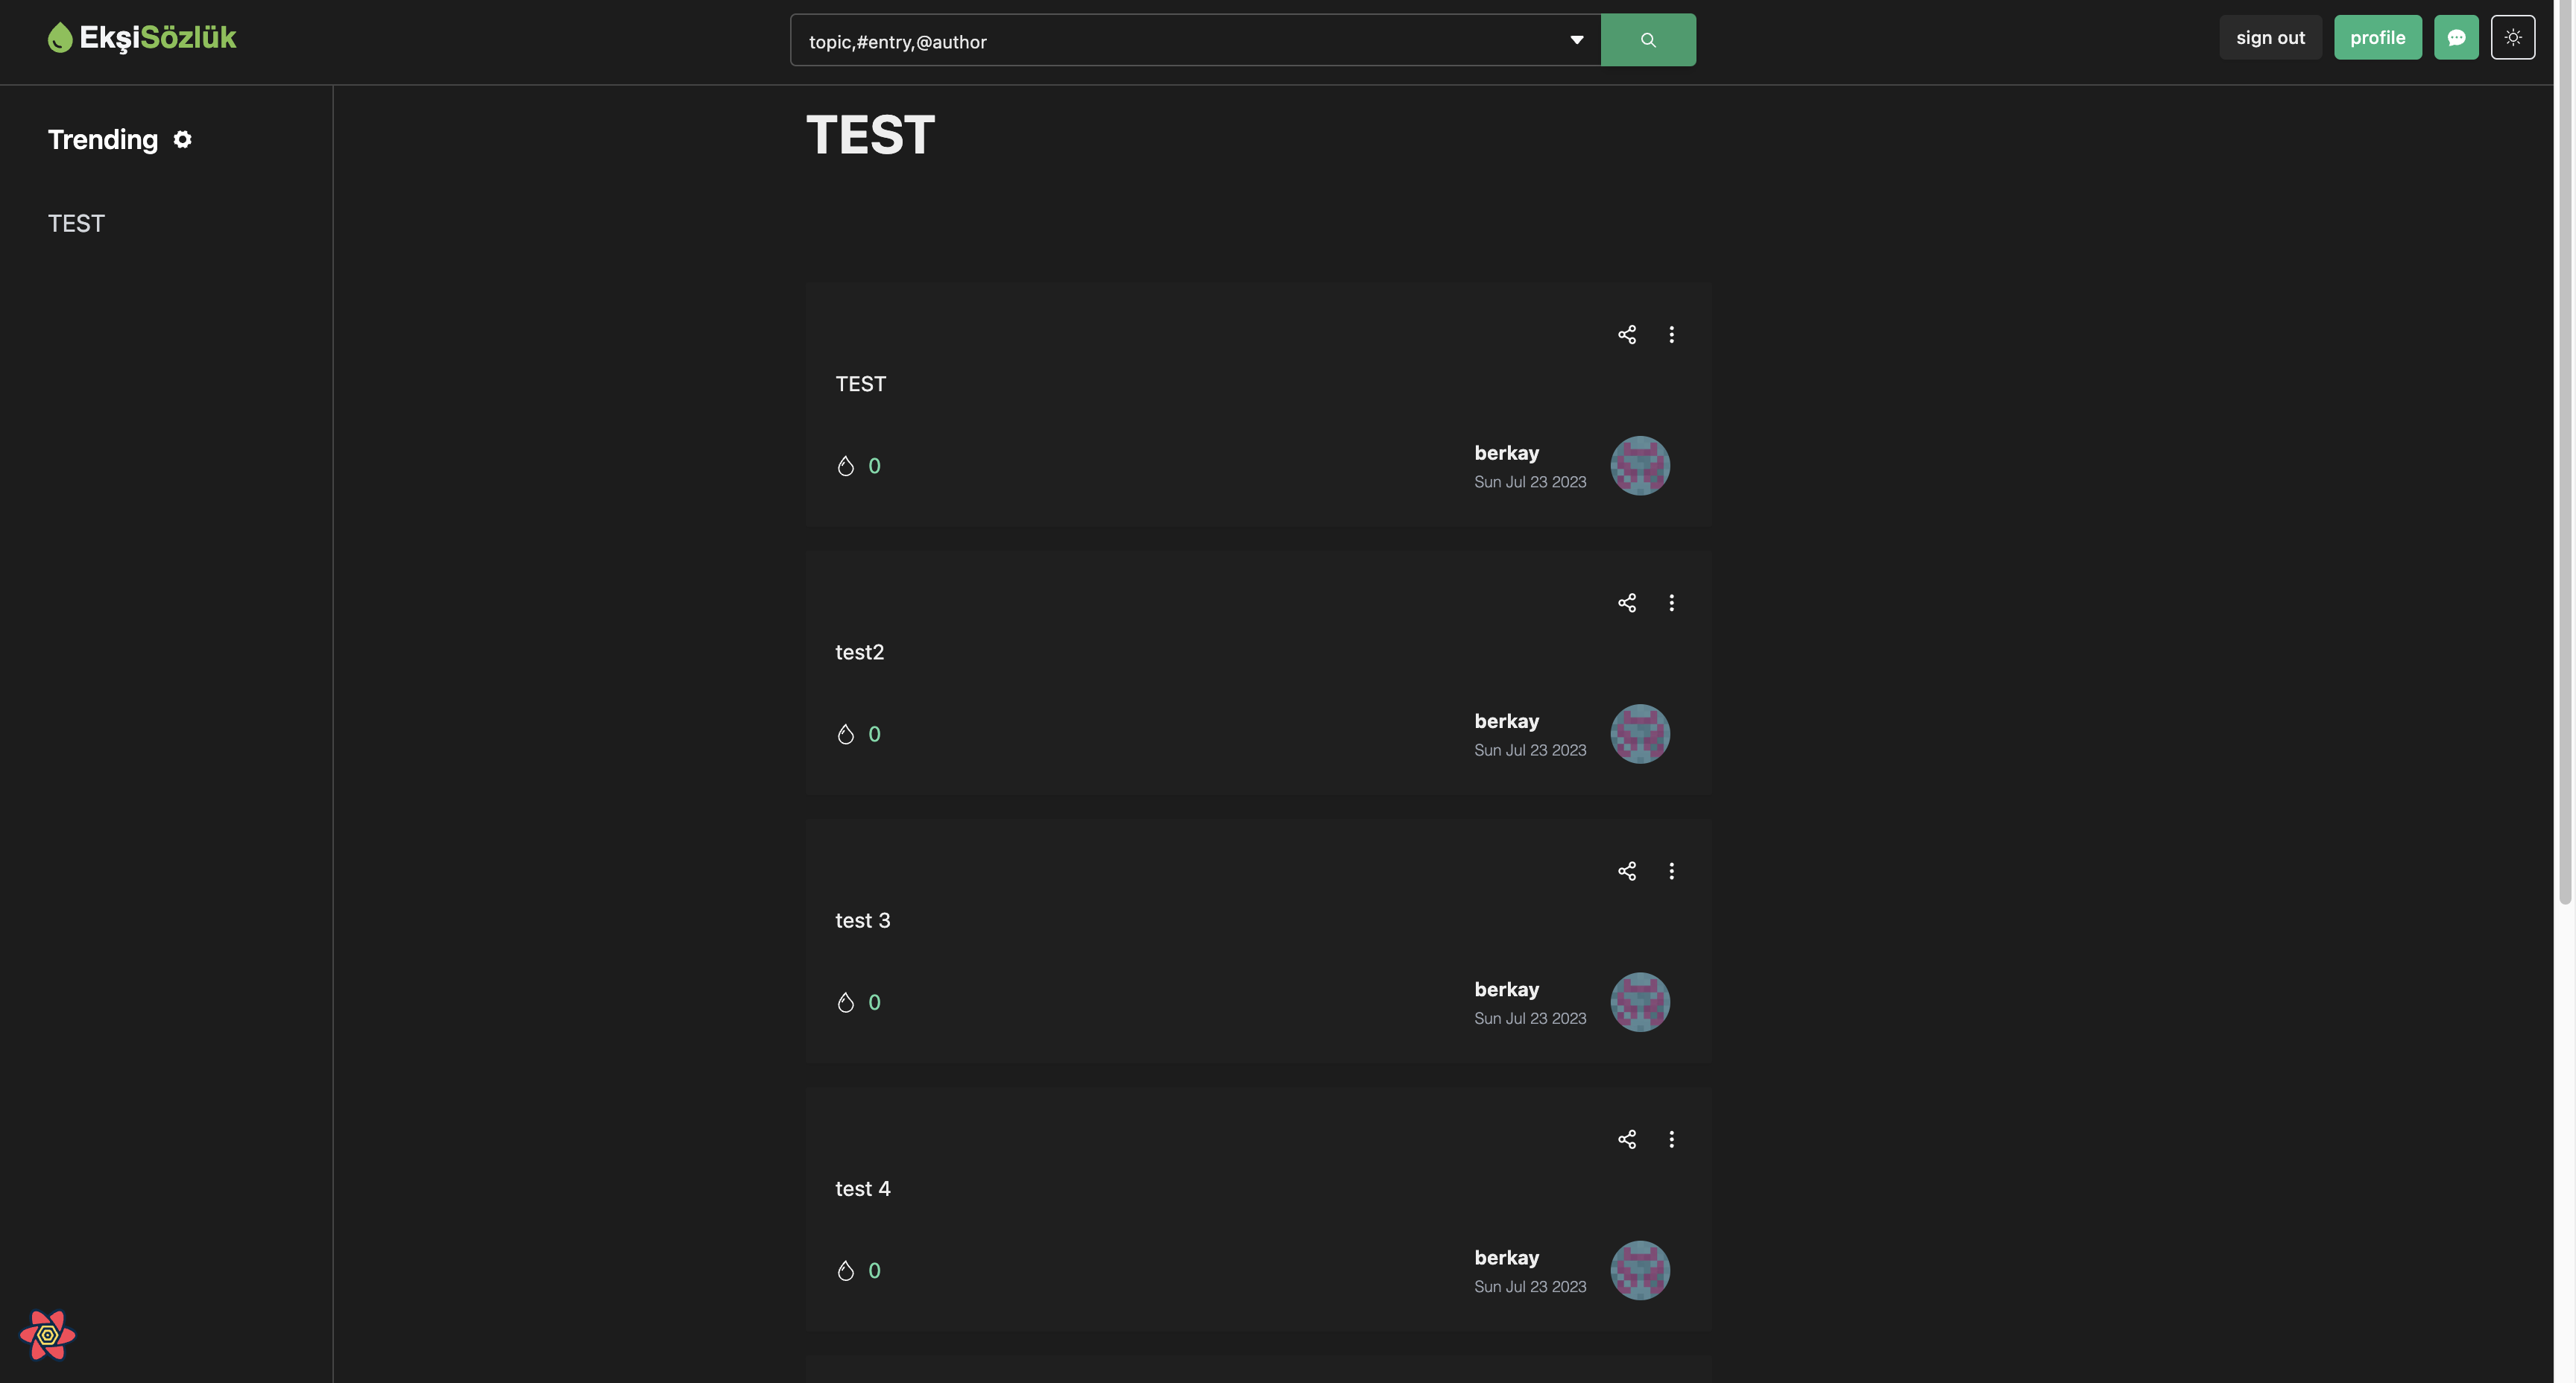 EkşiSözlük
topic,#entry,@author
sign out
profile
Trending
TEST
TEST
TEST
0
berkay
Sun Jul 23 2023
test2
0
berkay
Sun Jul 23 2023
test 3
0
berkay
Sun Jul 23 2023
test 4
0
berkay
Sun Jul 23 2023